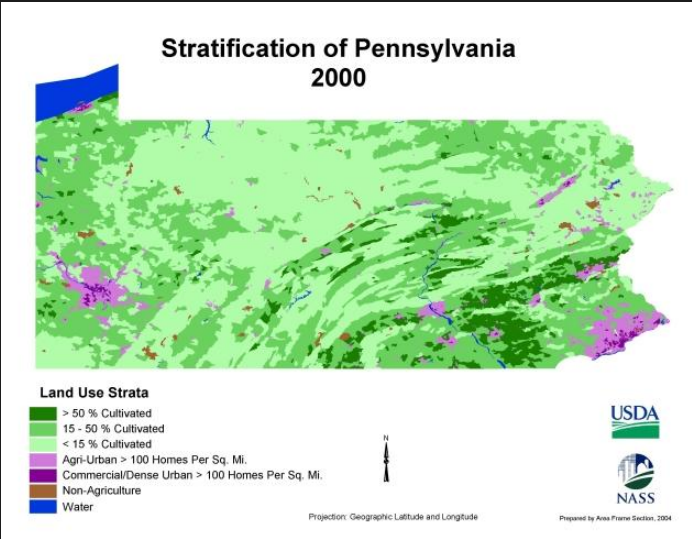 Stratification of Pennsylvania
2000
Land Use Strata
> 50 % Cultivated
15 - 50 % Cultivated
< 15 % Cultivated
Agri-Urban > 100 Homes Per Sq. Mi.
Commercial/Dense Urban > 100 Homes Per Sq. Mi.
Non-Agriculture
Water
N
USDA
NASS
Projection: Geographic Latitude and Longitude
Prepared by Area Frame Section, 2004